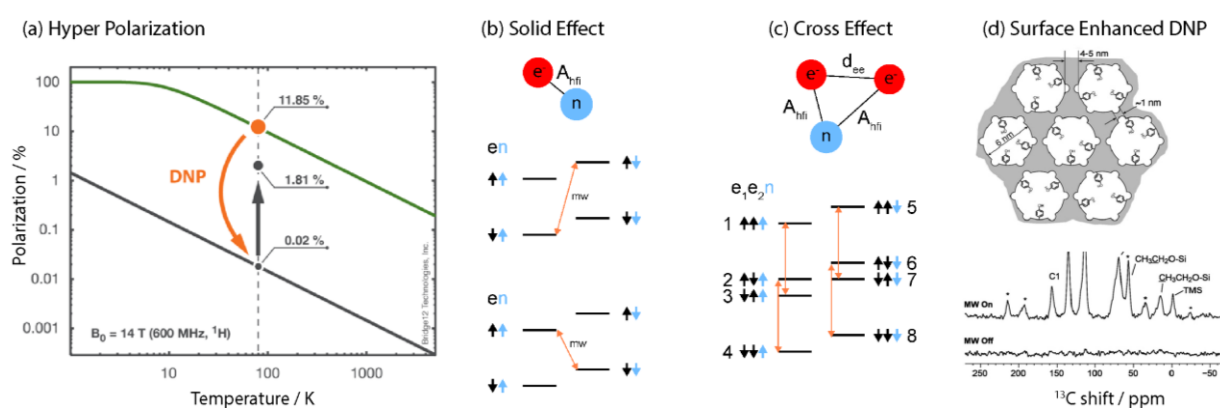 (a) Hyper Polarization
100
10
1
0.1
0.01
0.001
Polarization / %
11.85 %
DNP
1.81 %
0.02 %
B0 = 14 T (600 MHz, 1H)
Bridge12 Technologies, Inc.
10
100
1000
Temperature / K
(b) Solid Effect
e
Ahfi
n
en
mw
en
mw
(c) Cross Effect
dee
e-
e-
Ahfi
Ahfi
n
e1e2n
1
2
3
4
5
6
7
8
(d) Surface Enhanced DNP
4-5 nm
~1 nm
6 nm
CH3CH2O-Si
C1
CH3CH2O-Si
TMS
MW On
MW Off
250
200
150
100
50
0
-50
13C shift / ppm